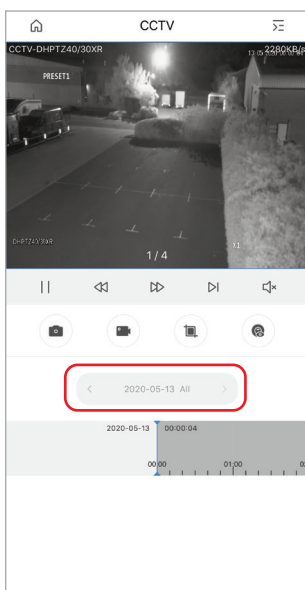 CCTV
CCTV-DHPTZ40/30XR
2280KB/s
PRESET1
DHPTZ40/30XR
X1
1/4
2020-05-13 All
2020-05-13 00:00:04
00:00 01:00